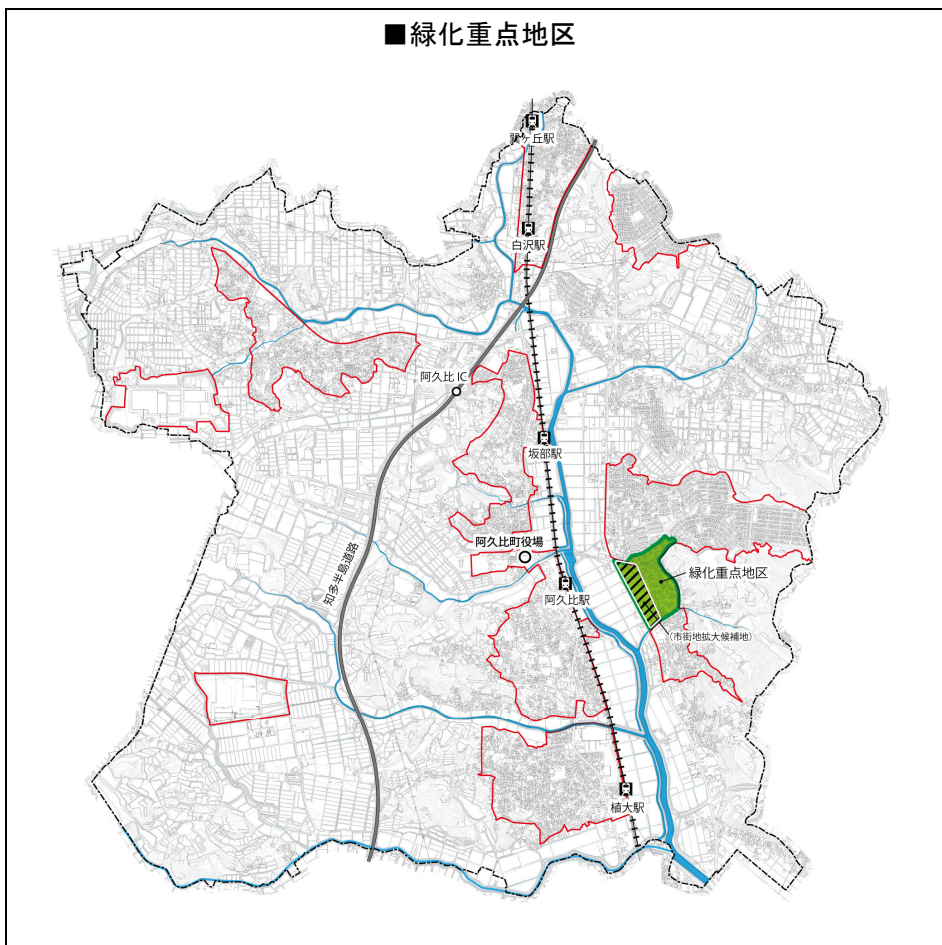 ■緑化重点地区
巽ヶ丘駅
白沢駅
阿久比 IC
坂部駅
阿久比町役場
知多半島道路
緑化重点地区
阿久比駅
(市街地拡大候補地)
植大駅